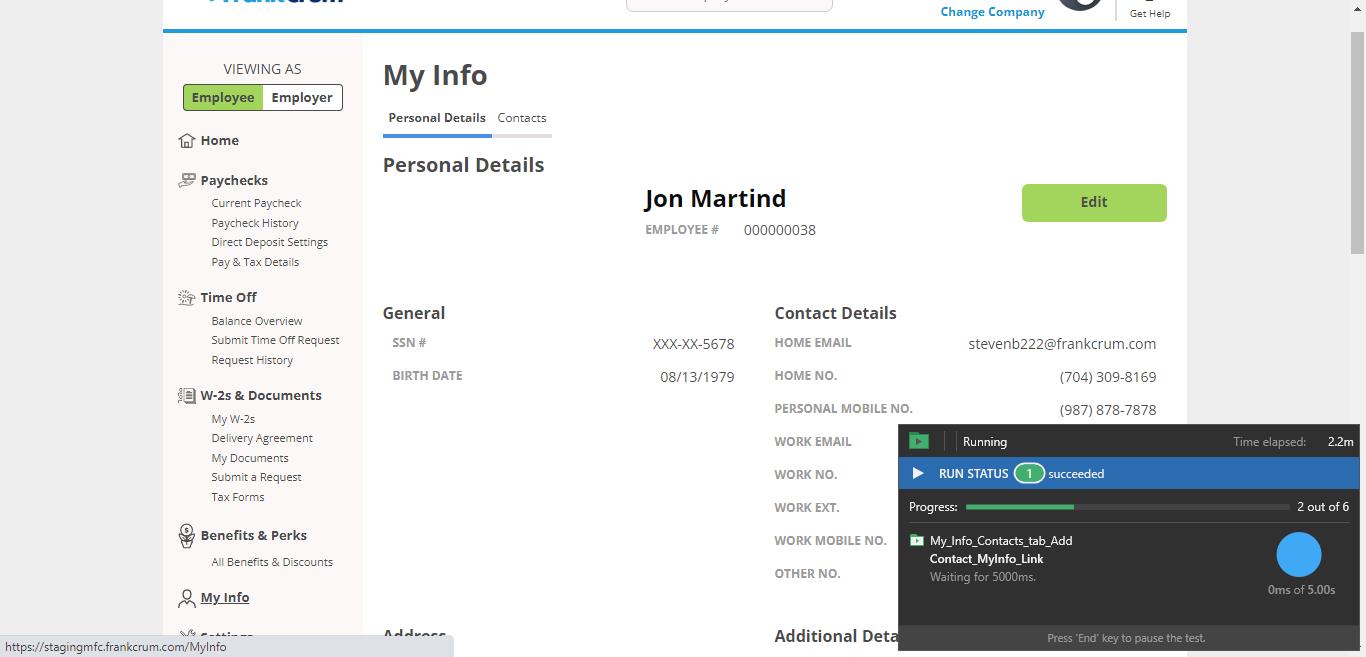 Change Company
Get Help
VIEWING AS
Employee Employer
Home
Paychecks
Current Paycheck
Paycheck History
Direct Deposit Settings
Pay & Tax Details
Time Off
Balance Overview
Submit Time Off Request
Request History
W-2s & Documents
My W-2s
Delivery Agreement
My Documents
Submit a Request
Tax Forms
Benefits & Perks
All Benefits & Discounts
My Info
Settings
https://stagingmfc.frankcrum.com/MyInfo
My Info
Personal Details Contacts
Personal Details
Jon Martind
EMPLOYEE # 000000038
Edit
General
SSN # XXX-XX-5678
BIRTH DATE 08/13/1979
Address
Contact Details
HOME EMAIL stevenb222@frankcrum.com
HOME NO. (704) 309-8169
PERSONAL MOBILE NO. (987) 878-7878
WORK EMAIL
WORK NO.
WORK EXT.
WORK MOBILE NO.
OTHER NO.
Additional Deta
Running Time elapsed: 2.2m
RUN STATUS 1 succeeded
Progress: 2 out of 6
My_Info_Contacts_tab_Add
Contact_MyInfo_Link
Waiting for 5000ms.
0ms of 5.00s
Press 'End' key to pause the test.